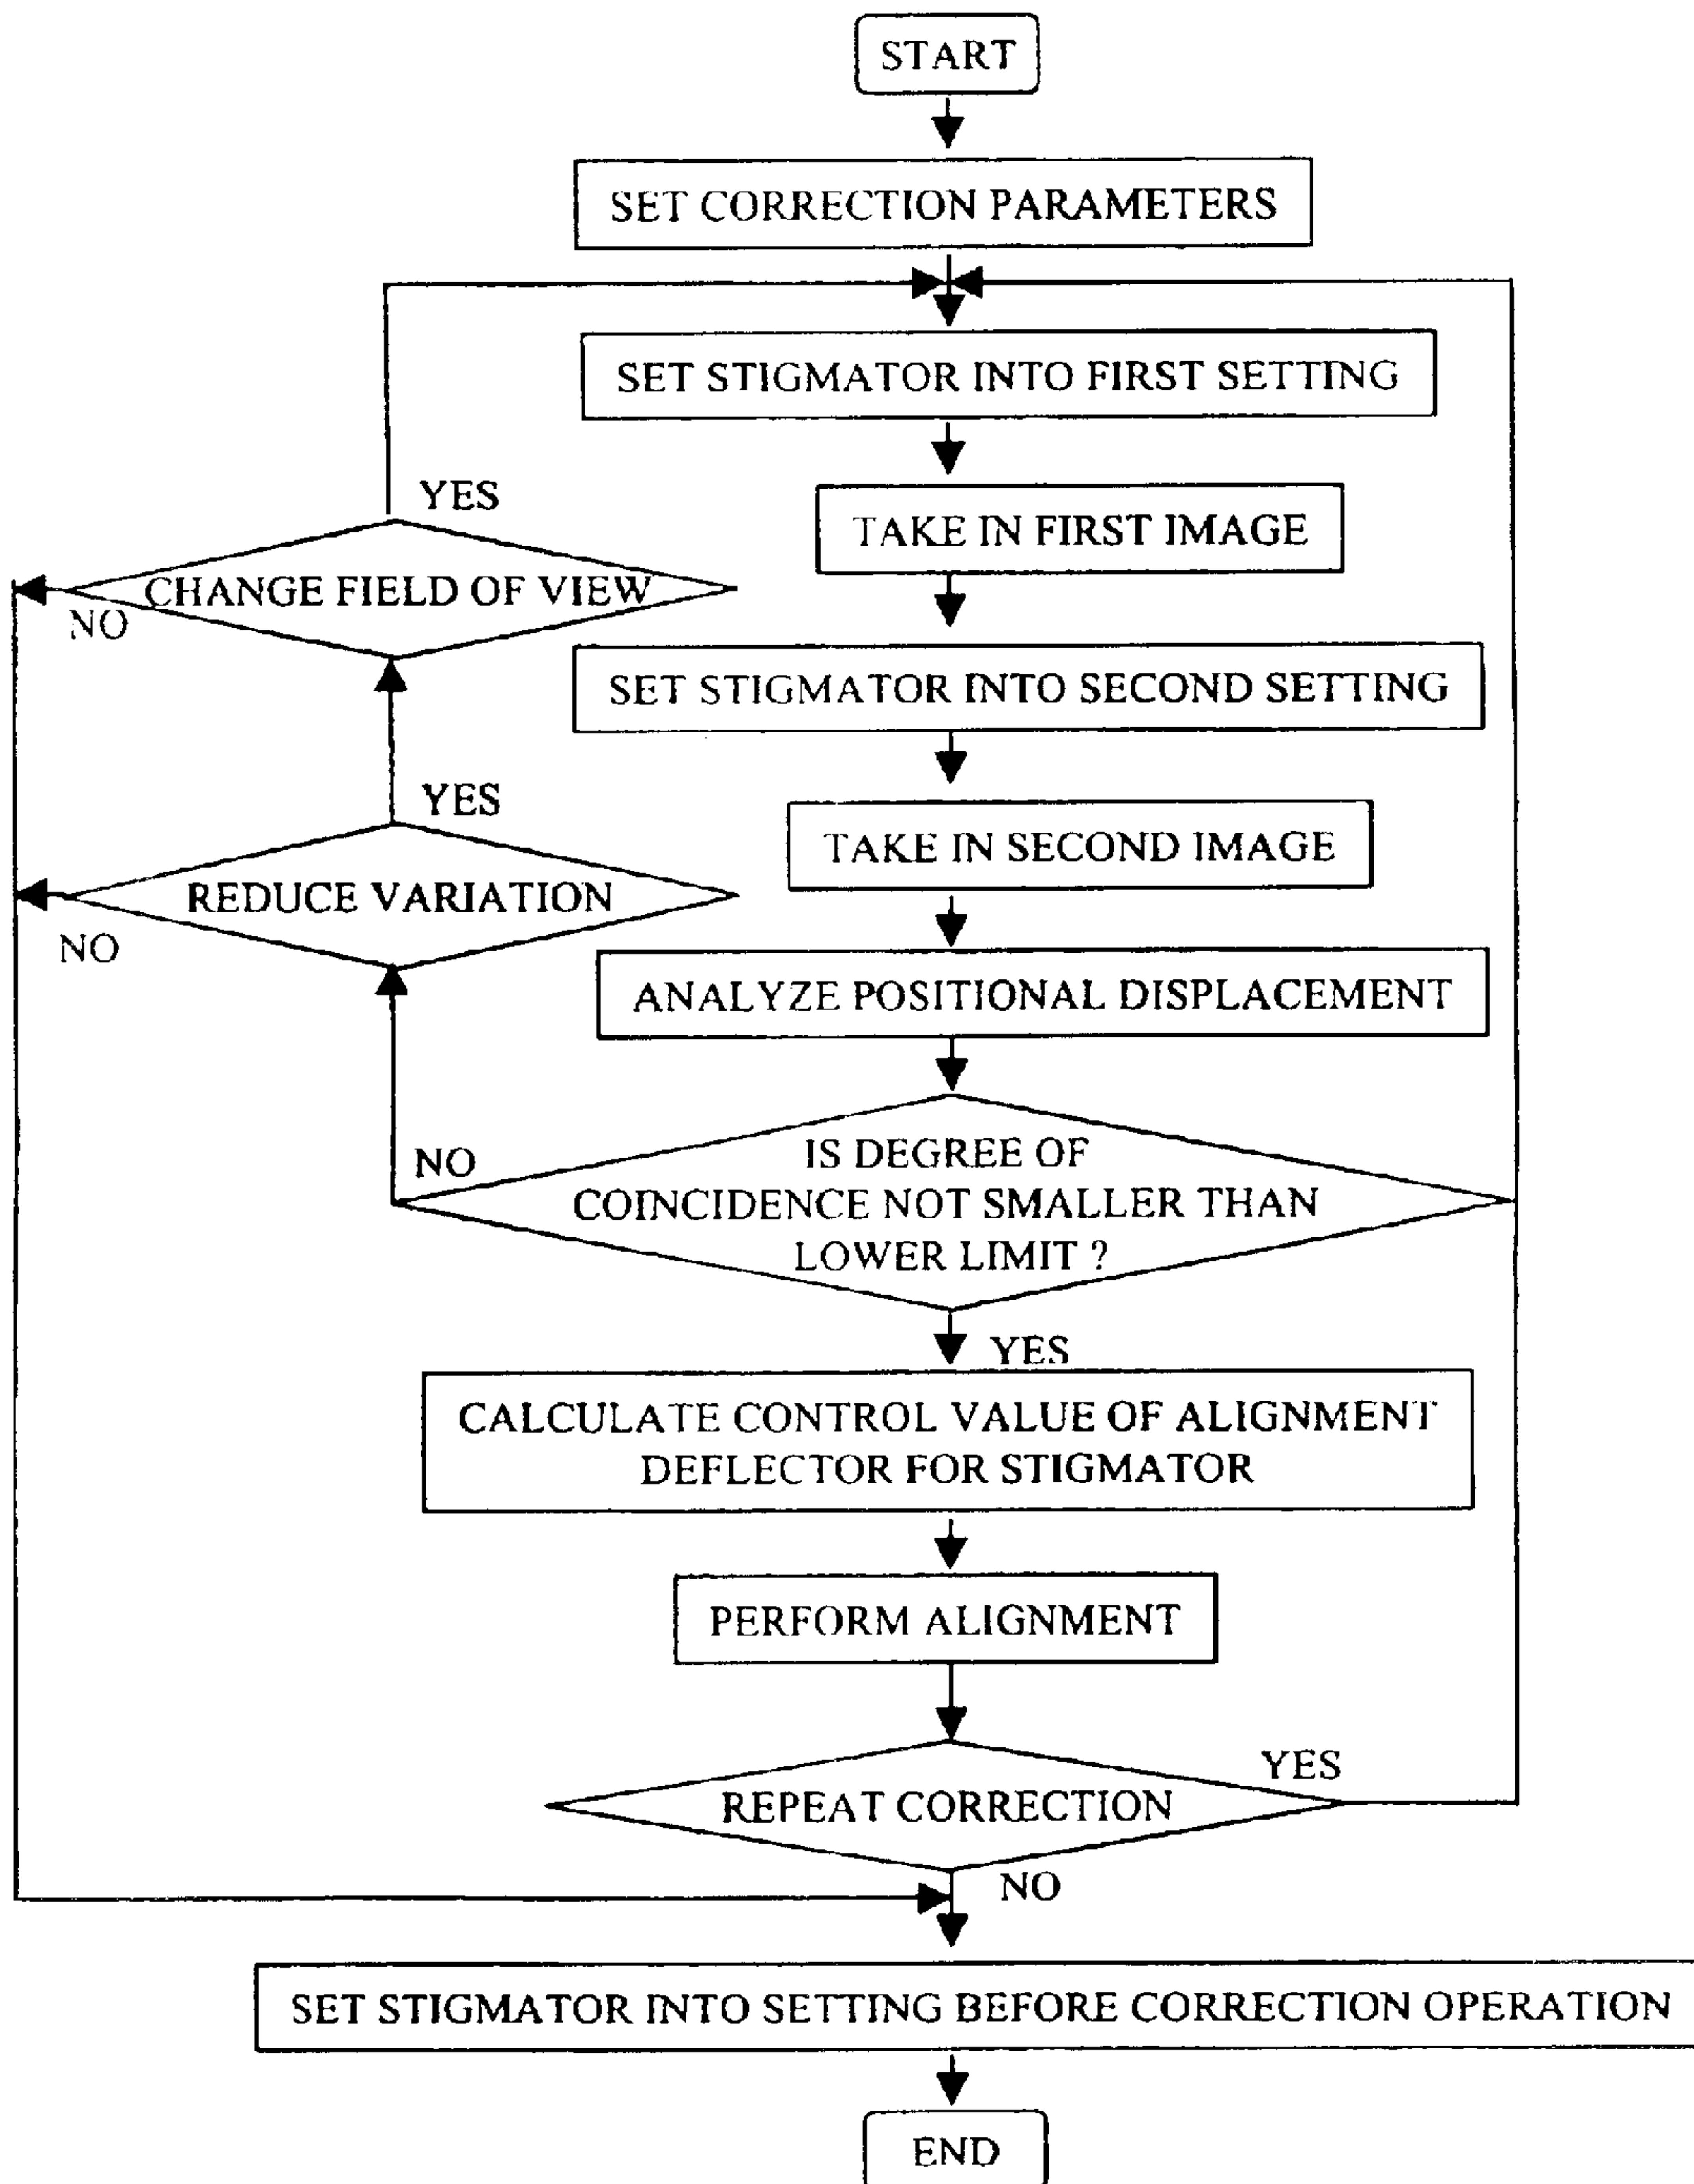 START
SET CORRECTION PARAMETERS
SET STIGMATOR INTO FIRST SETTING
YES
TAKE IN FIRST IMAGE
CHANGE FIELD OF VIEW
NO
SET STIGMATOR INTO SECOND SETTING
YES
TAKE IN SECOND IMAGE
REDUCE VARIATION
NO
ANALYZE POSITIONAL DISPLACEMENT
NO
IS DEGREE OF
COINCIDENCE NOT SMALLER THAN
LOWER LIMIT ?
YES
CALCULATE CONTROL VALUE OF ALIGNMENT
DEFLECTOR FOR STIGMATOR
PERFORM ALIGNMENT
YES
REPEAT CORRECTION
NO
SET STIGMATOR INTO SETTING BEFORE CORRECTION OPERATION
END